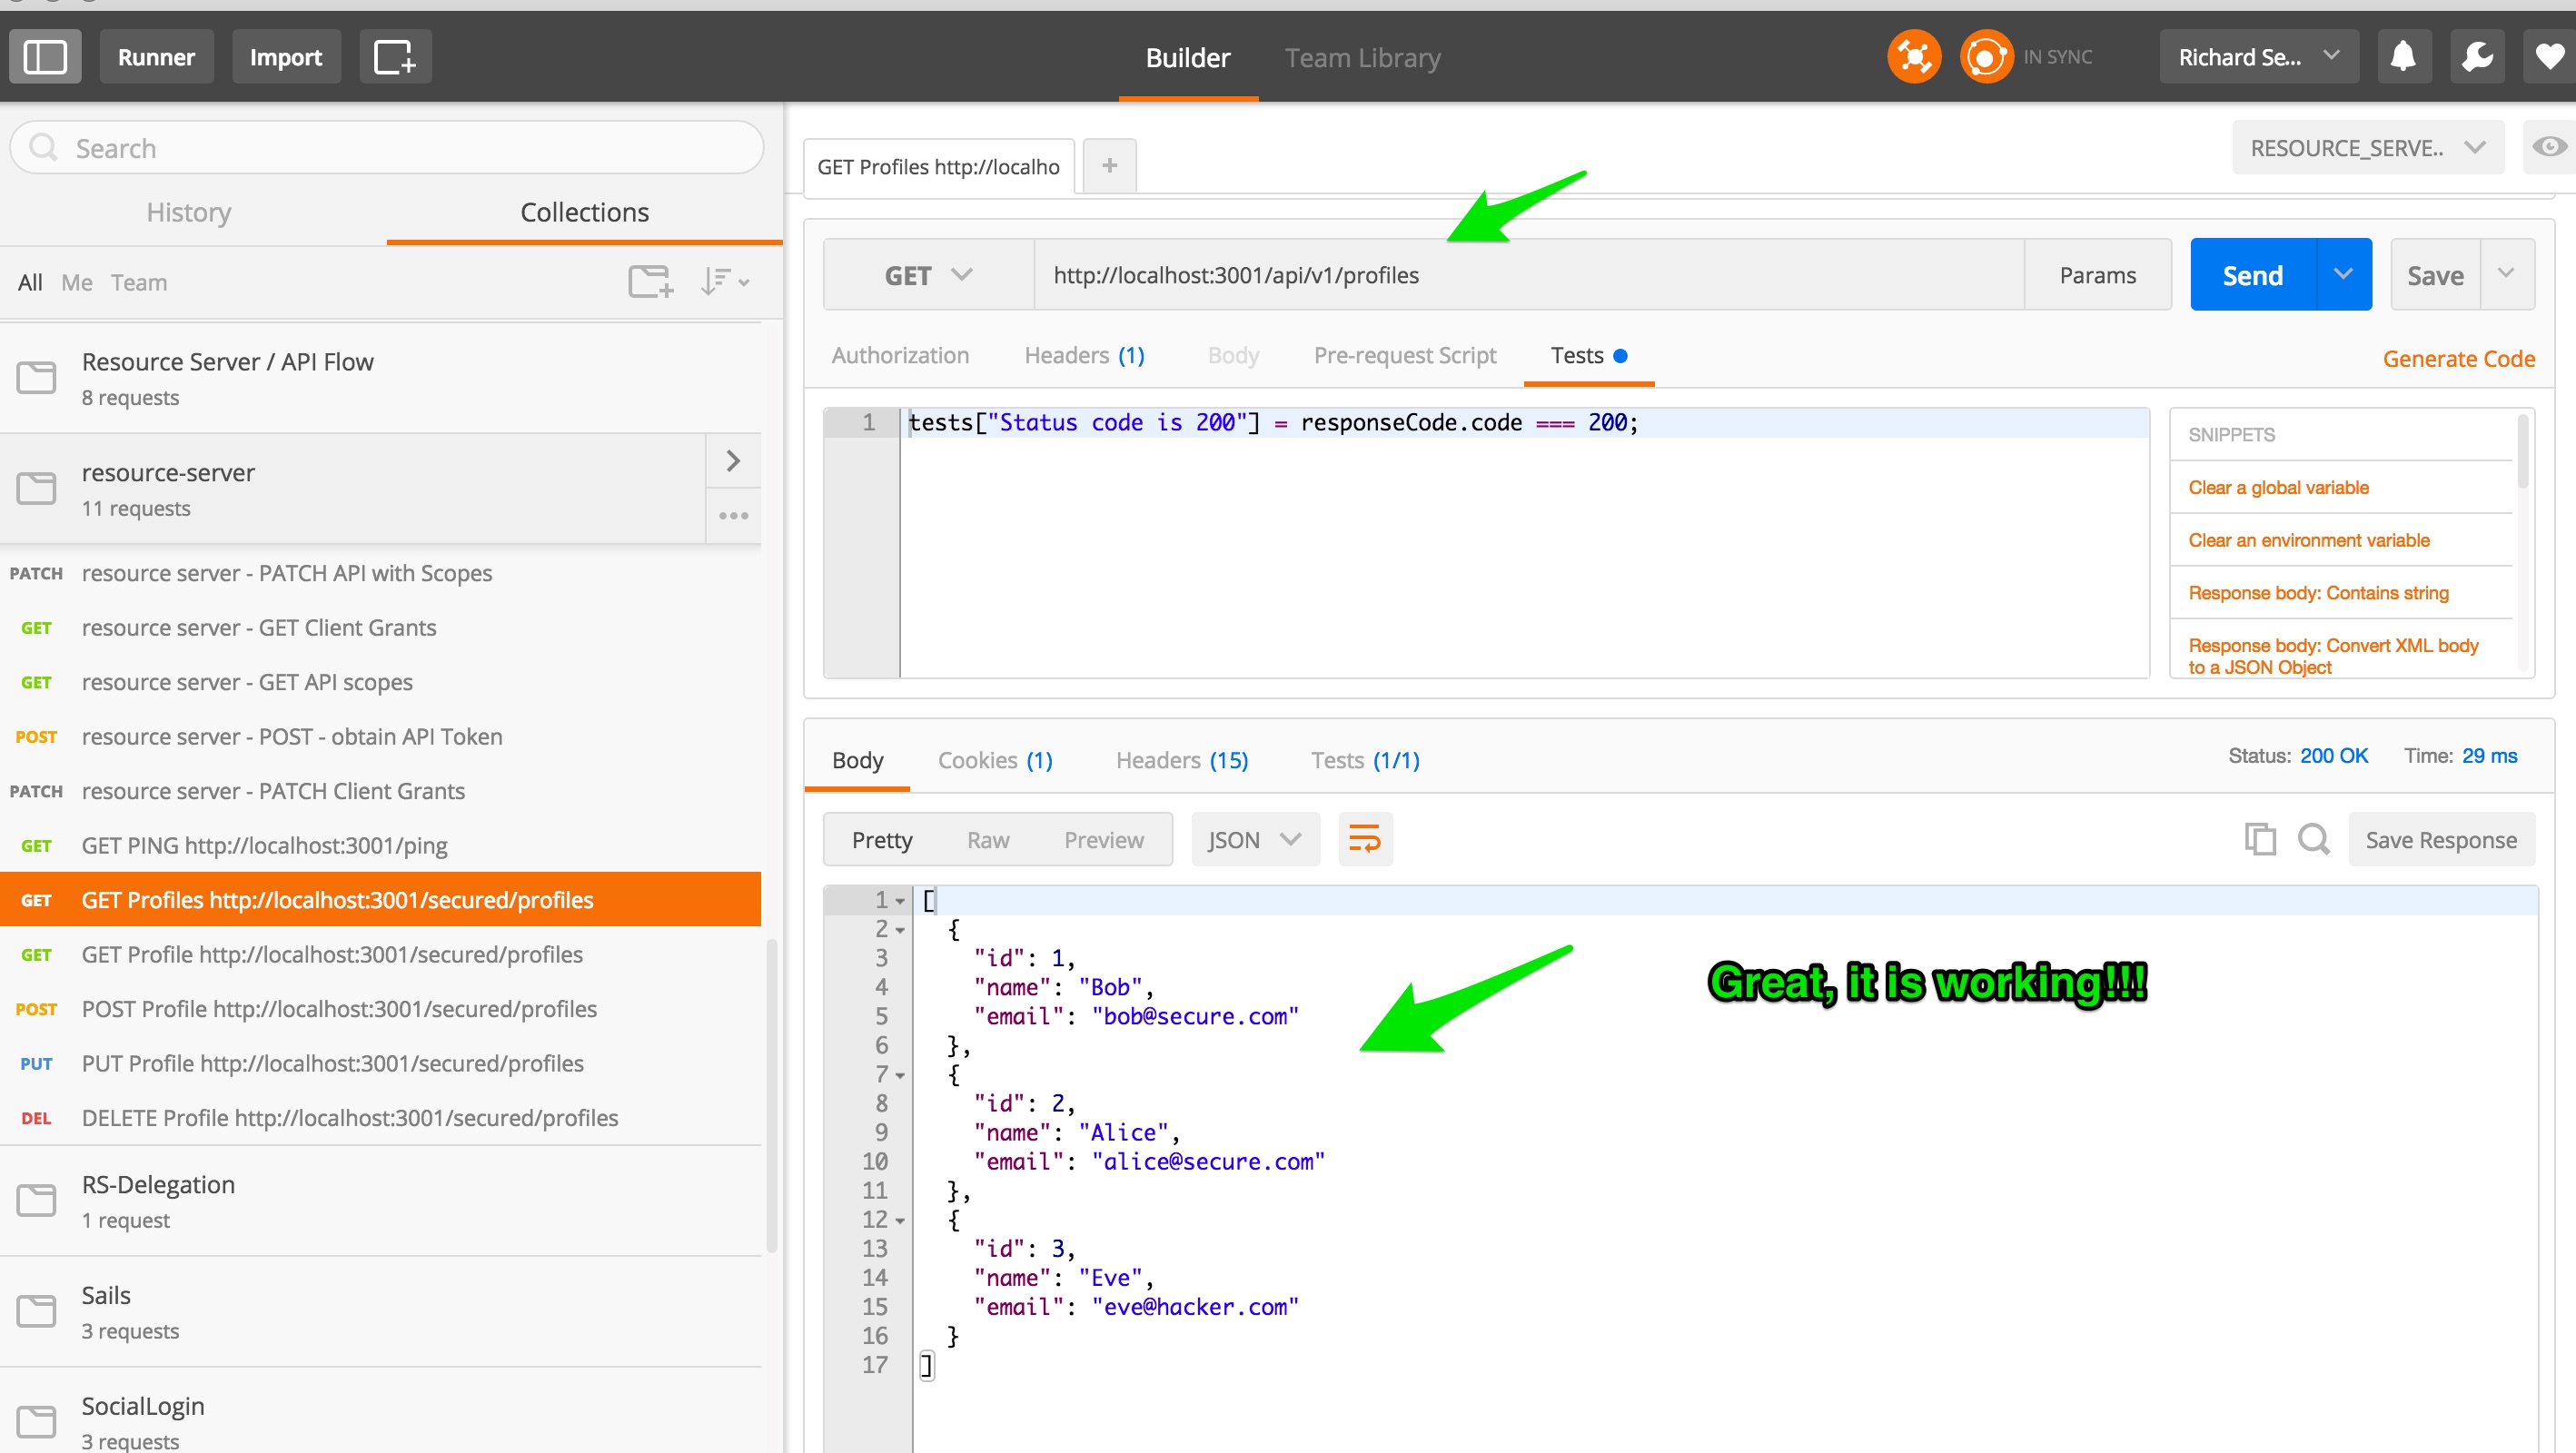 Runner
Import
Builder
Team Library
IN SYNC
Richard Se...
Search
History
Collections
All Me Team
Resource Server / API Flow
8 requests
resource-server
11 requests
PATCH resource server - PATCH API with Scopes
GET resource server - GET Client Grants
GET resource server - GET API scopes
POST resource server - POST - obtain API Token
PATCH resource server - PATCH Client Grants
GET GET PING http://localhost:3001/ping
GET GET Profiles http://localhost:3001/secured/profiles
GET GET Profile http://localhost:3001/secured/profiles
POST POST Profile http://localhost:3001/secured/profiles
PUT PUT Profile http://localhost:3001/secured/profiles
DEL DELETE Profile http://localhost:3001/secured/profiles
RS-Delegation
1 request
Sails
3 requests
SocialLogin
3 requests
GET Profiles http://localho
+
RESOURCE_SERVE..
GET
http://localhost:3001/api/v1/profiles
Params
Send
Save
Authorization
Headers (1)
Body
Pre-request Script
Tests
Generate Code
1 tests["Status code is 200"] = responseCode.code === 200;
SNIPPETS
Clear a global variable
Clear an environment variable
Response body: Contains string
Response body: Convert XML body
to a JSON Object
Body
Cookies (1)
Headers (15)
Tests (1/1)
Status: 200 OK
Time: 29 ms
Pretty
Raw
Preview
JSON
Save Response
1 [
2 {
3 "id": 1,
4 "name": "Bob",
5 "email": "bob@secure.com"
6 },
7 {
8 "id": 2,
9 "name": "Alice",
10 "email": "alice@secure.com"
11 },
12 {
13 "id": 3,
14 "name": "Eve",
15 "email": "eve@hacker.com"
16 }
17 ]
Great, it is working!!!